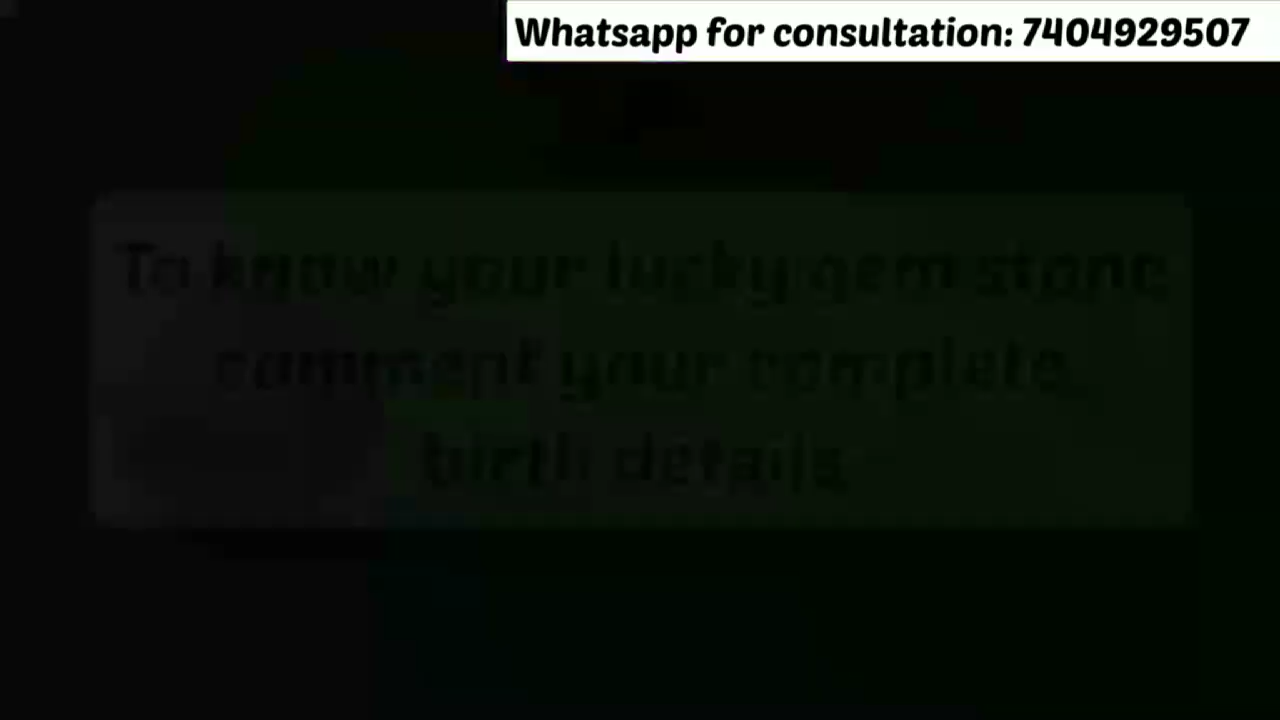 Whatsapp for consultation: 7404929507
To know your lucky gem stone
comment your complete
birth details